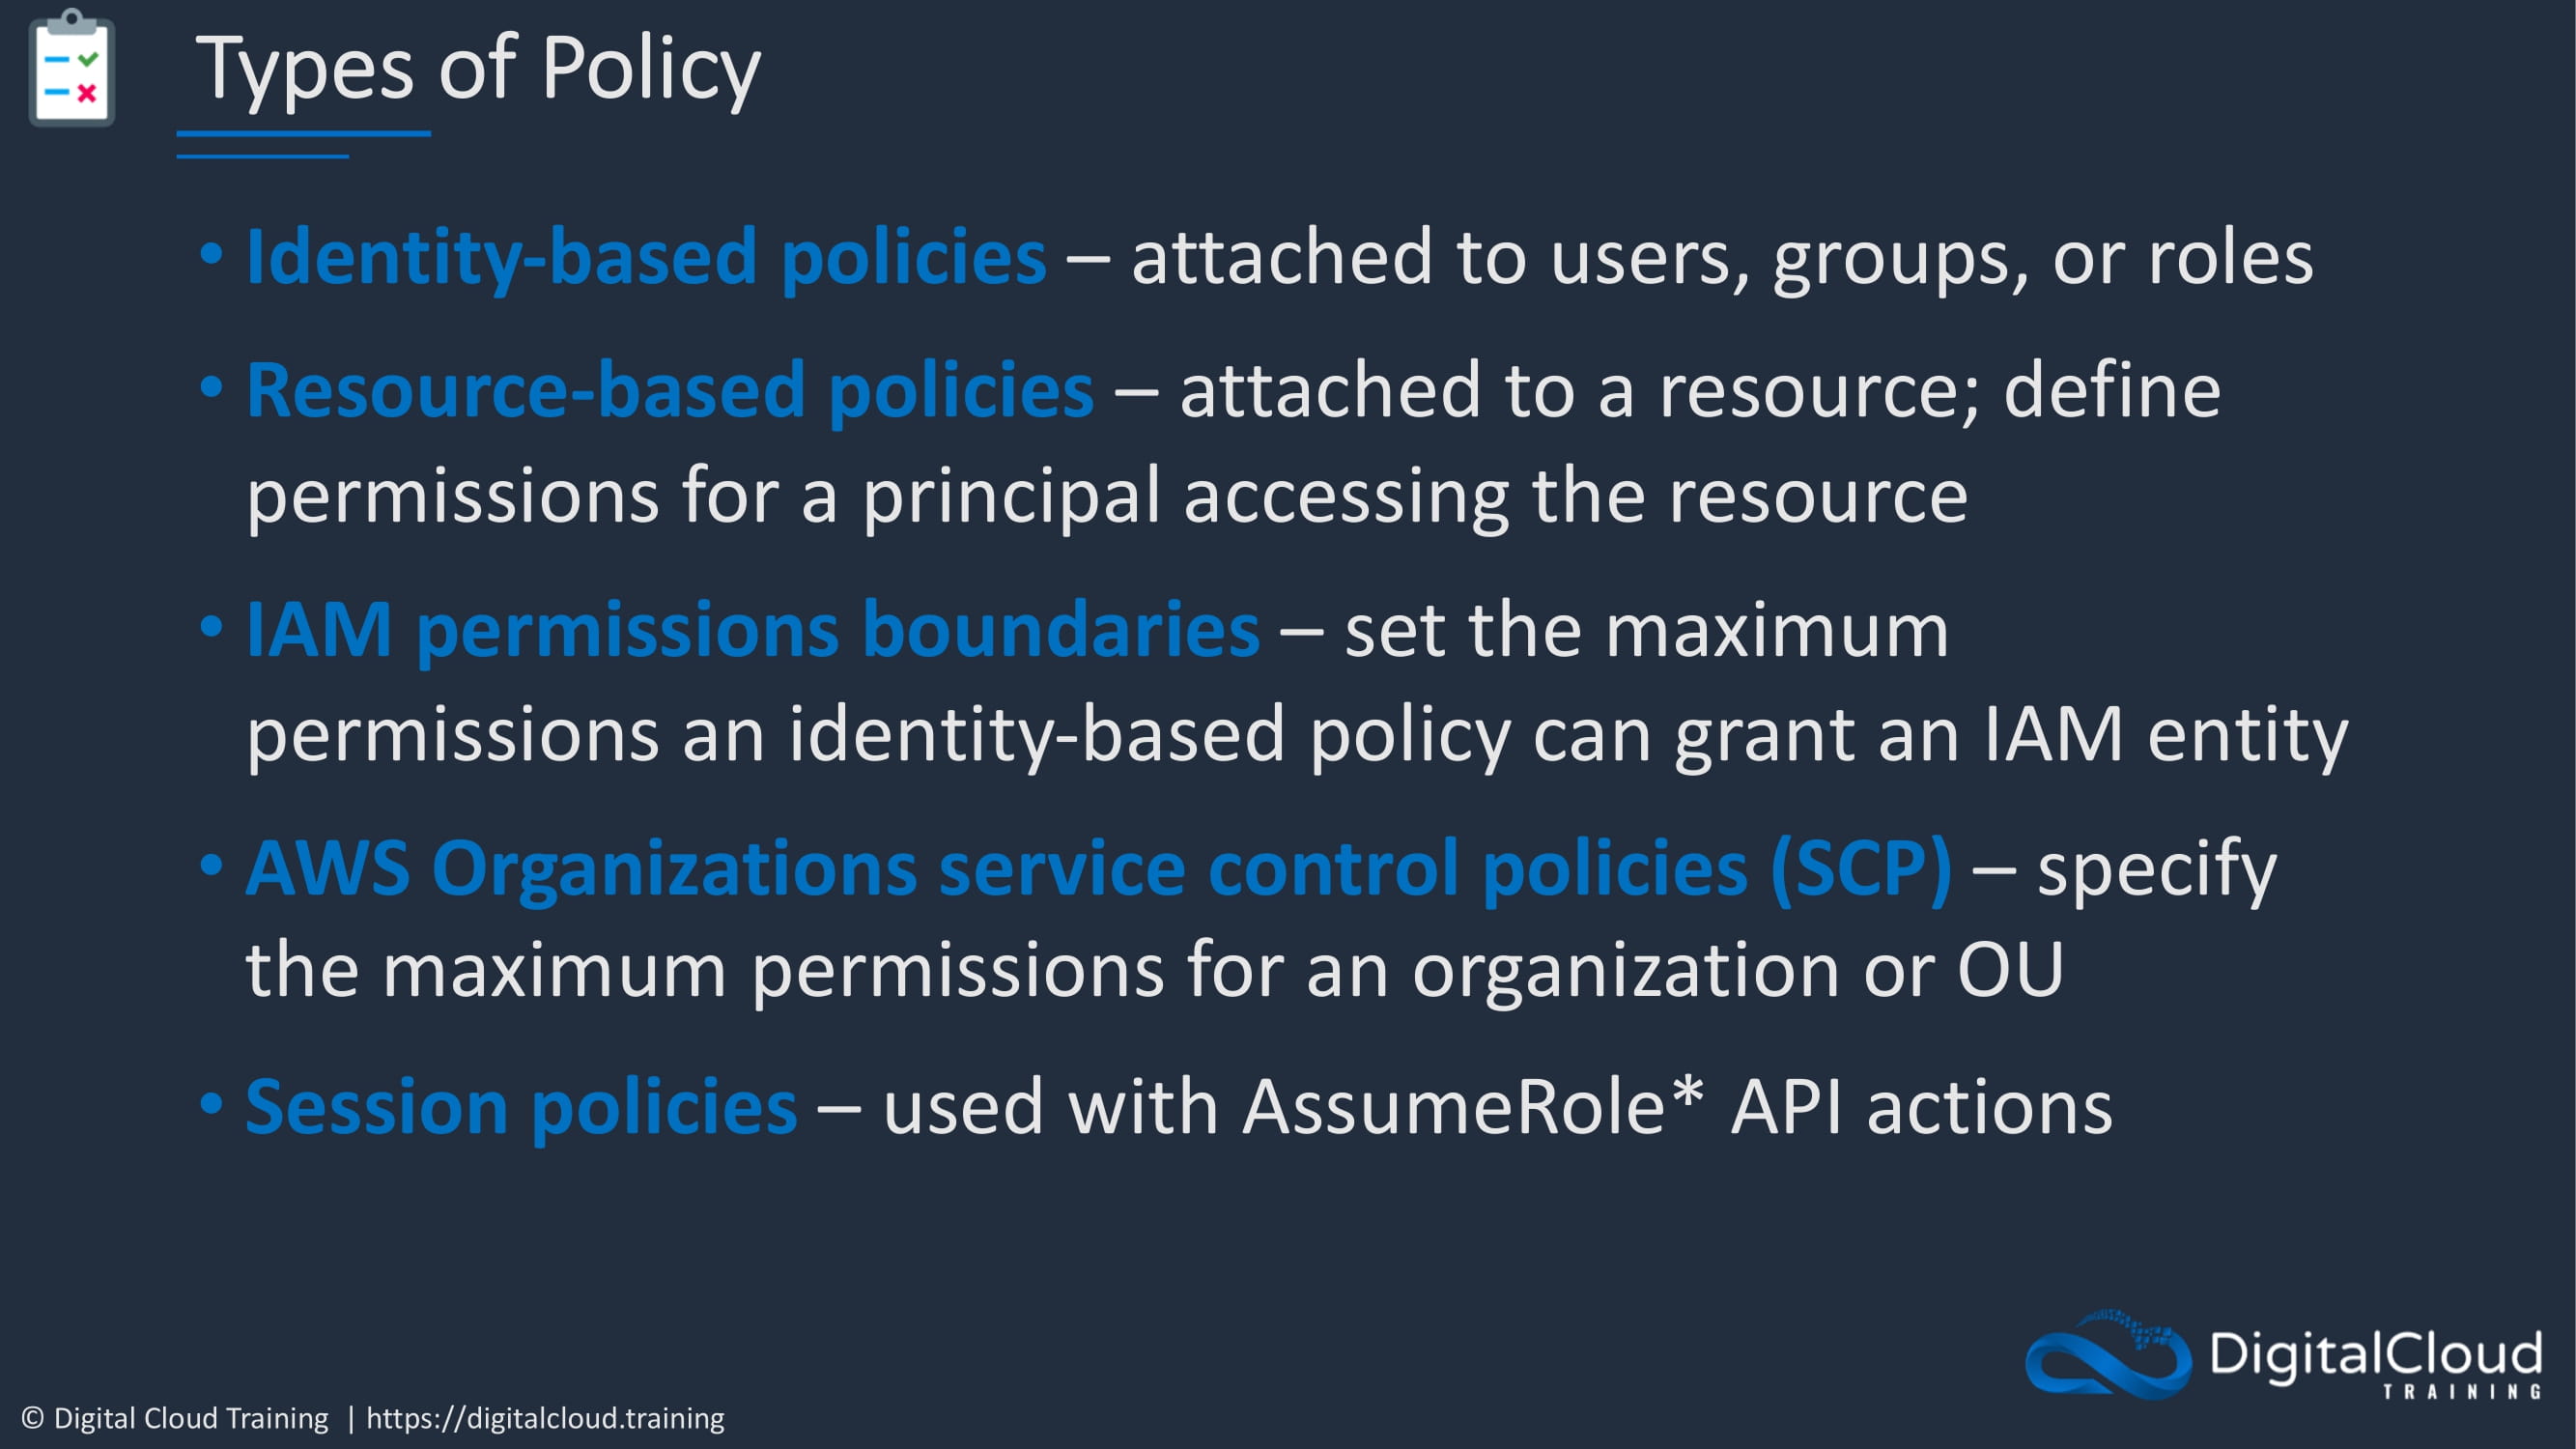 Types of Policy
• Identity-based policies – attached to users, groups, or roles
• Resource-based policies – attached to a resource; define
permissions for a principal accessing the resource
• IAM permissions boundaries – set the maximum
permissions an identity-based policy can grant an IAM entity
• AWS Organizations service control policies (SCP) – specify
the maximum permissions for an organization or OU
• Session policies – used with AssumeRole* API actions
DigitalCloud
TRAINING
© Digital Cloud Training | https://digitalcloud.training